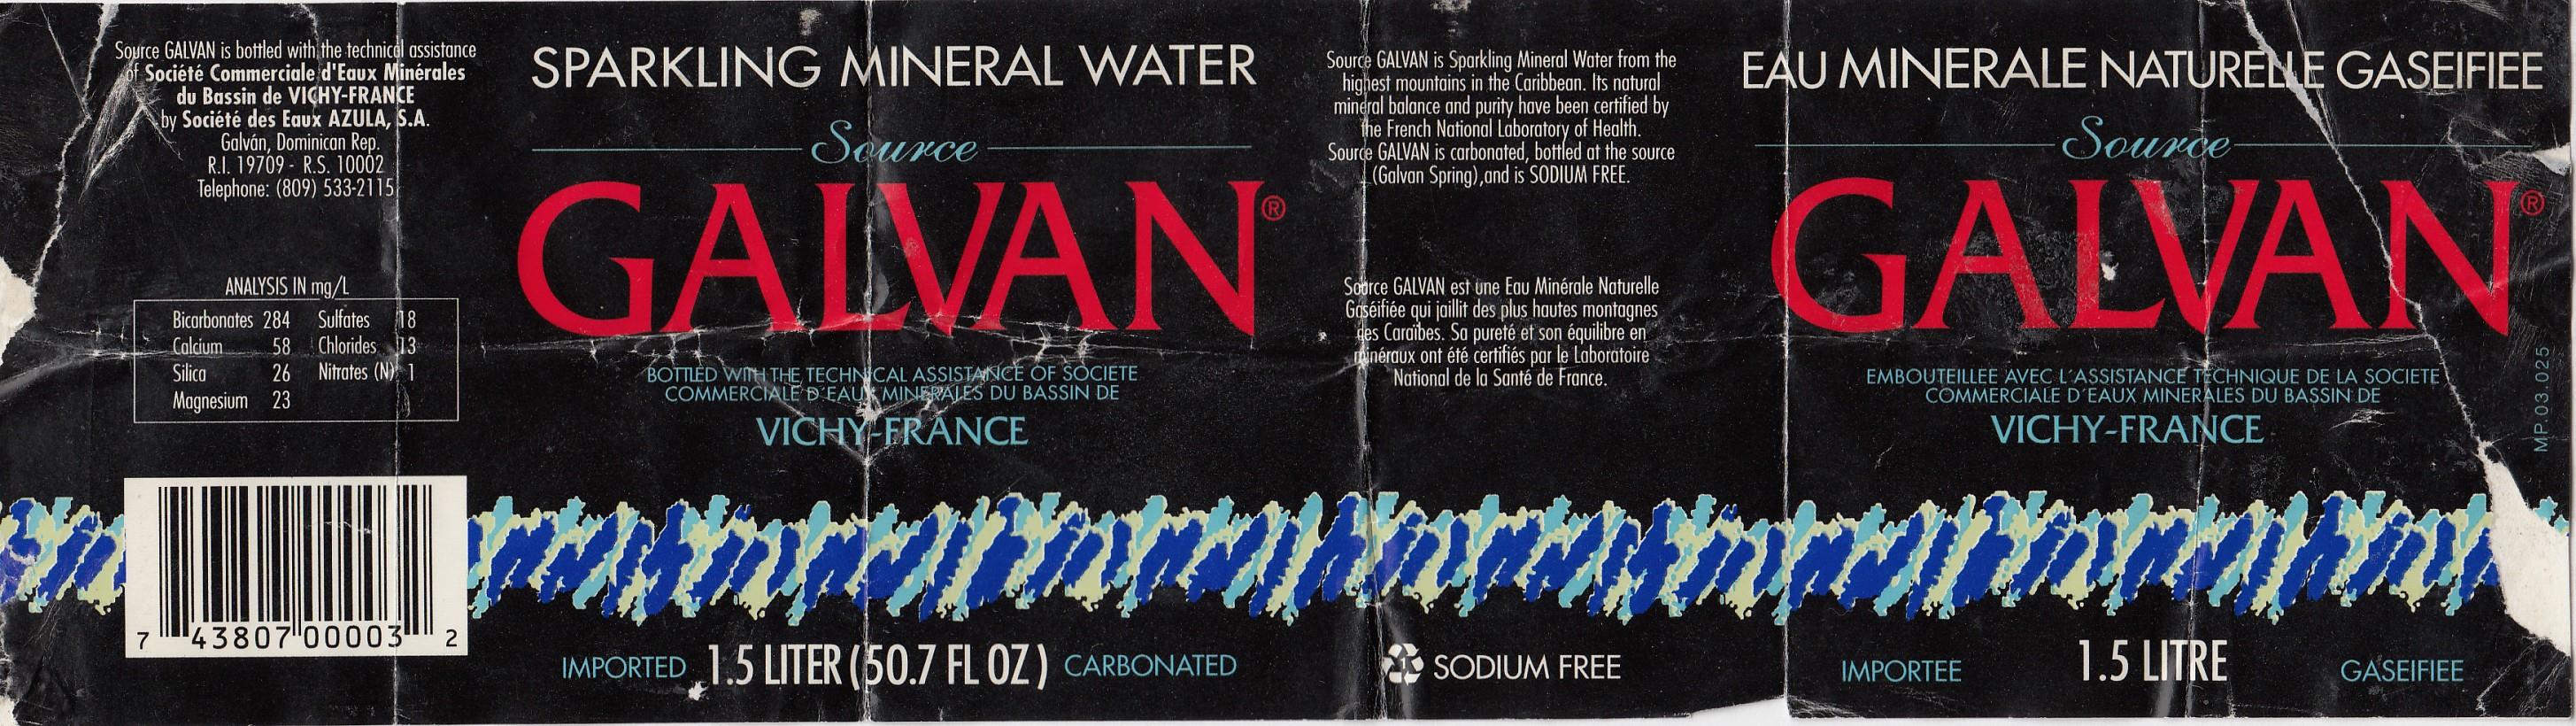 Source GALVAN is bottled with the technical assistance
of Société Commerciale d'Eaux Minérales
du Bassin de VICHY-FRANCE
by Société des Eaux AZULA, S.A.
Galván, Dominican Rep.
R.I. 19709 - R.S. 10002
Telephone: (809) 533-2115
ANALYSIS IN mg/L
Bicarbonates 284 Sulfates 18
Calcium 58 Chlorides 13
Silica 26 Nitrates (N) 1
Magnesium 23
7 43807 00003 2
SPARKLING MINERAL WATER
Source
GALVAN®
BOTTLED WITH THE TECHNICAL ASSISTANCE OF SOCIETE
COMMERCIALE D'EAUX MINERALES DU BASSIN DE
VICHY-FRANCE
IMPORTED 1.5 LITER (50.7 FL OZ) CARBONATED
Source GALVAN is Sparkling Mineral Water from the
highest mountains in the Caribbean. Its natural
mineral balance and purity have been certified by
the French National Laboratory of Health.
Source GALVAN is carbonated, bottled at the source
(Galvan Spring),and is SODIUM FREE.
Source GALVAN est une Eau Minérale Naturelle
Gaséifiée qui jaillit des plus hautes montagnes
des Caraïbes. Sa pureté et son équilibre en
minéraux ont été certifiés par le Laboratoire
National de la Santé de France.
1 SODIUM FREE
EAU MINERALE NATURELLE GASEIFIEE
Source
GALVAN®
EMBOUTEILLEE AVEC L'ASSISTANCE TECHNIQUE DE LA SOCIETE
COMMERCIALE D'EAUX MINERALES DU BASSIN DE
VICHY-FRANCE
IMPORTEE 1.5 LITRE GASEIFIEE
MP.03.025